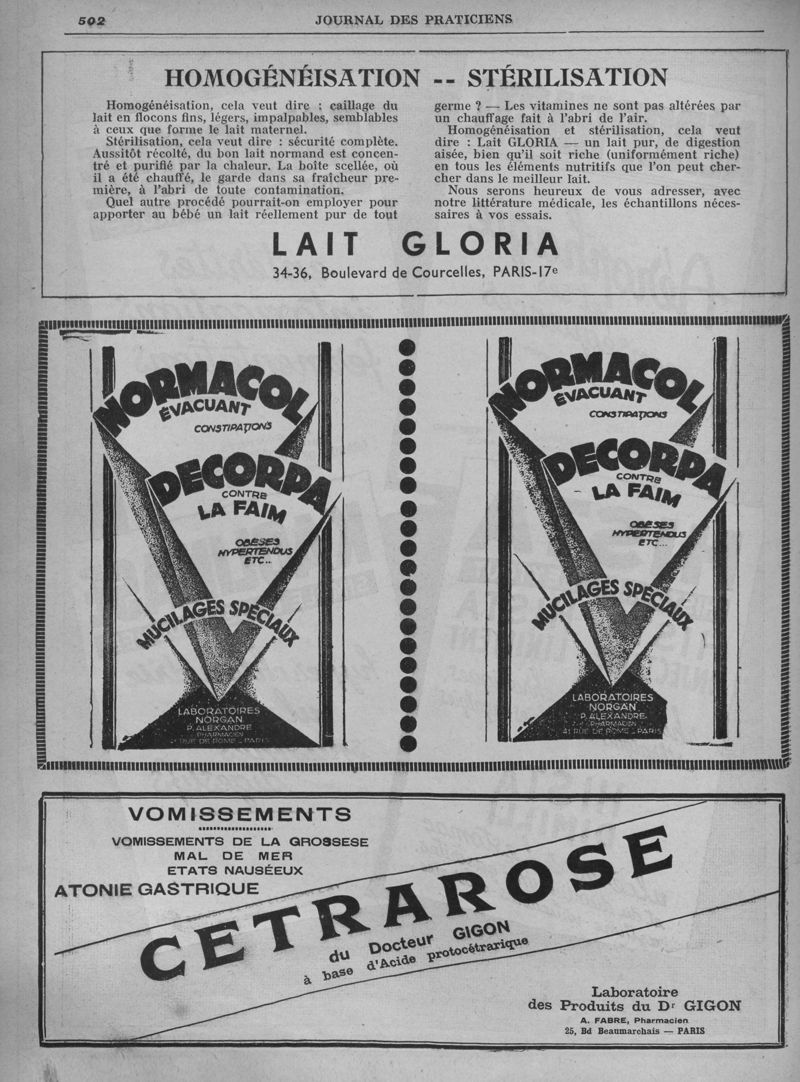 502
JOURNAL DES PRATICIENS
HOMOGÉNÉISATION -- STÉRILISATION
Homogénéisation, cela veut dire : caillage du
lait en flocons fins, légers, impalpables, semblables
à ceux que forme le lait maternel.
Stérilisation, cela veut dire : sécurité complète.
Aussitôt récolté, du bon lait normand est concen-
tré et purifié par la chaleur. La boîte scellée, où
il a été chauffé, le garde dans sa fraîcheur pre-
mière, à l'abri de toute contamination.
Quel autre procédé pourrait-on employer pour
apporter au bébé un lait réellement pur de tout
germe ? — Les vitamines ne sont pas altérées par
un chauffage fait à l'abri de l'air.
Homogénéisation et stérilisation, cela veut
dire : Lait GLORIA — un lait pur, de digestion
aisée, bien qu'il soit riche (uniformément riche)
en tous les éléments nutritifs que l'on peut cher-
cher dans le meilleur lait.
Nous serons heureux de vous adresser, avec
notre littérature médicale, les échantillons néces-
saires à vos essais.
LAIT GLORIA
34-36, Boulevard de Courcelles, PARIS-17e
NORMACOL
ÉVACUANT
CONSTIPATIONS
DECORPA
CONTRE
LA FAIM
OBÈSES
HYPERTENDUS
ETC...
MUCILAGES SPÉCIAUX
LABORATOIRES
NORGAN
P. ALEXANDRE
PHARMACIEN
41 RUE DE ROME - PARIS
NORMACOL
ÉVACUANT
CONSTIPATIONS
DECORPA
CONTRE
LA FAIM
OBÈSES
HYPERTENDUS
ETC...
MUCILAGES SPÉCIAUX
LABORATOIRES
NORGAN
P. ALEXANDRE
PHARMACIEN
41 RUE DE ROME - PARIS
VOMISSEMENTS
VOMISSEMENTS DE LA GROSSESE
MAL DE MER
ETATS NAUSÉEUX
ATONIE GASTRIQUE
CETRAROSE
du Docteur GIGON
à base d'Acide protocétrarique
Laboratoire
des Produits du Dr GIGON
A. FABRE, Pharmacien
25, Bd Beaumarchais — PARIS